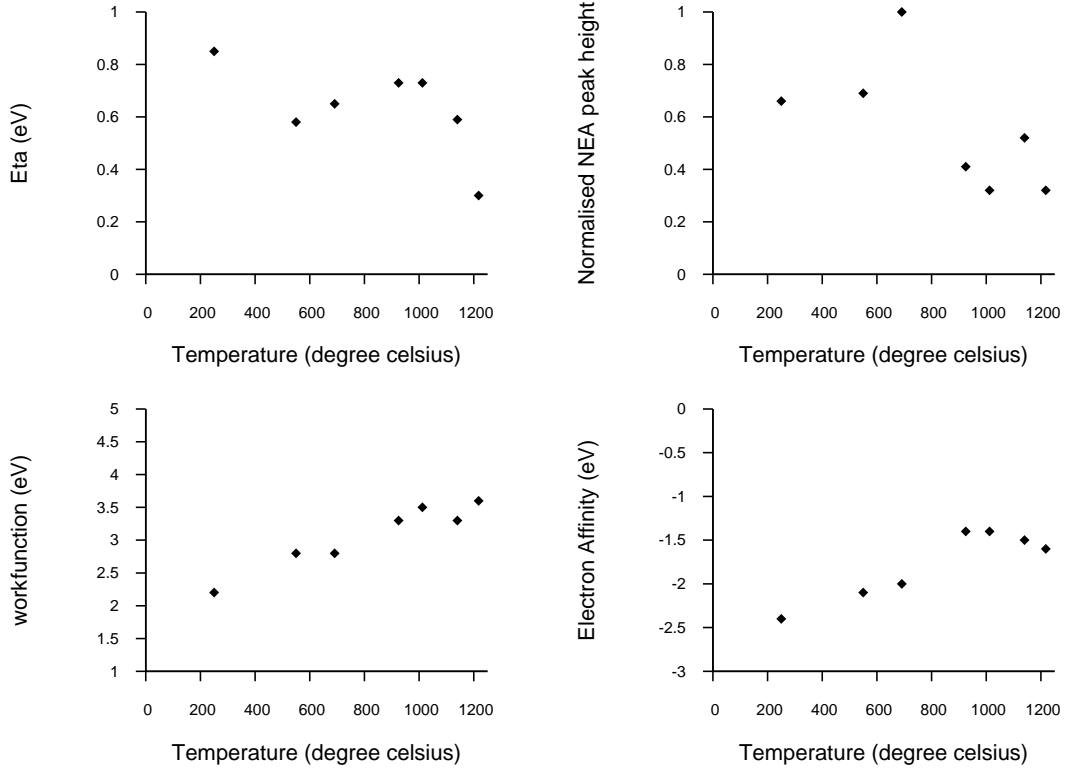 1
0.8
0.6
0.4
0.2
0
Eta (eV)
0 200 400 600 800 1000 1200
Temperature (degree celsius)
1
0.8
0.6
0.4
0.2
0
Normalised NEA peak height
0 200 400 600 800 1000 1200
Temperature (degree celsius)
5
4.5
4
3.5
3
2.5
2
1.5
1
workfunction (eV)
0 200 400 600 800 1000 1200
Temperature (degree celsius)
0
-0.5
-1
-1.5
-2
-2.5
-3
Electron Affinity (eV)
0 200 400 600 800 1000 1200
Temperature (degree celsius)